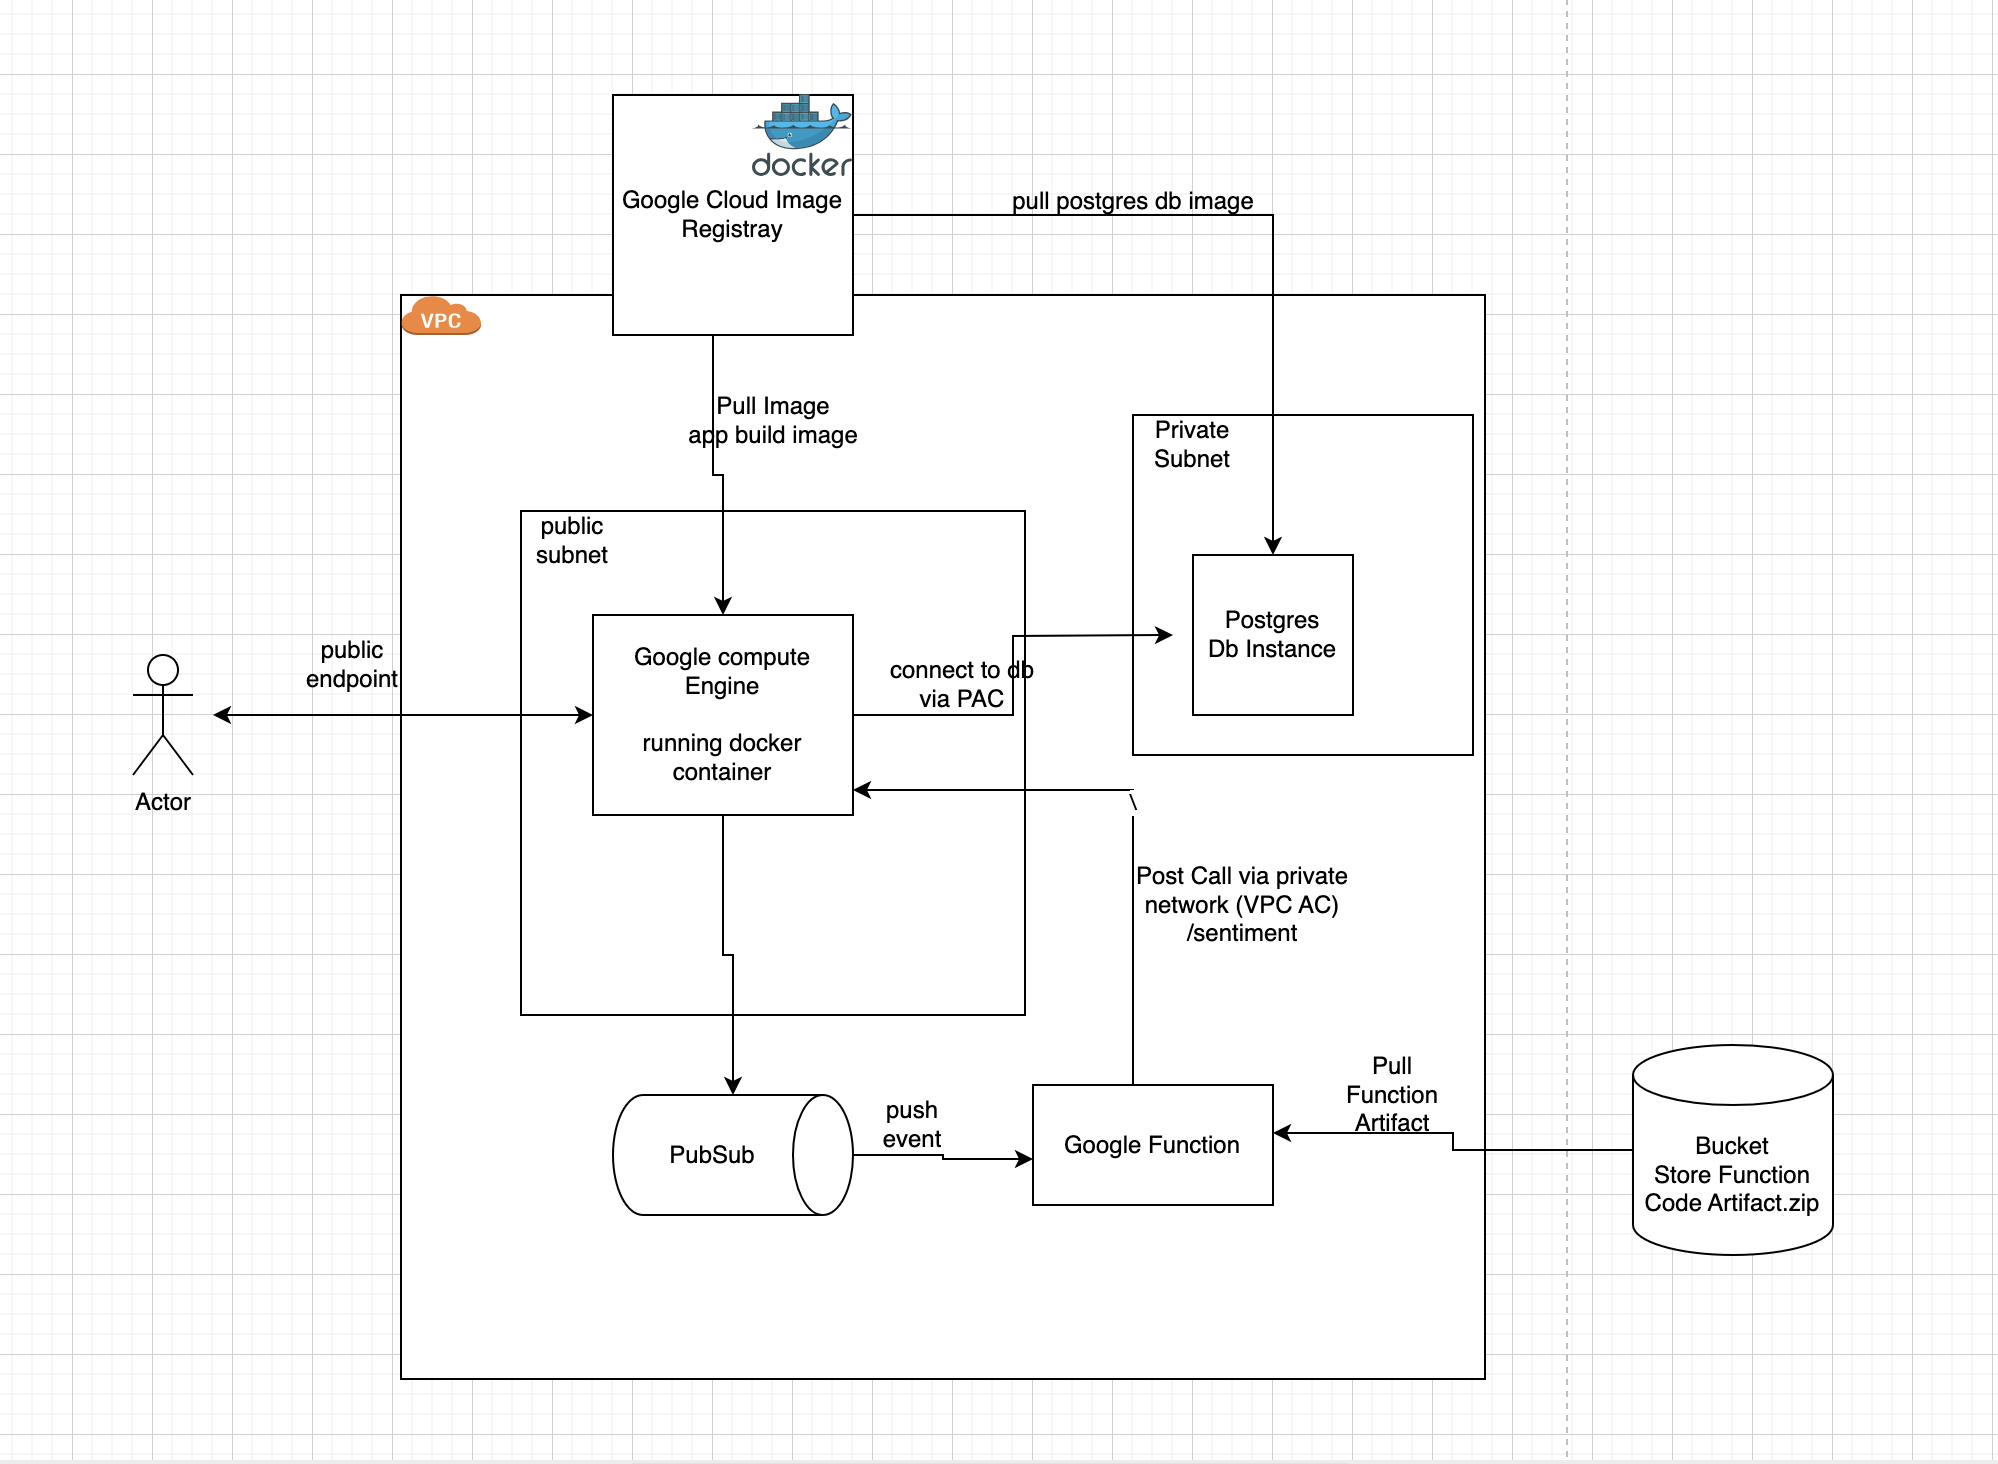 docker
Google Cloud Image
Registray
pull postgres db image
VPC
Pull Image
app build image
Private
Subnet
public
subnet
Postgres
Db Instance
public
endpoint
Google compute
Engine
running docker
container
connect to db
via PAC
Actor
\
Post Call via private
network (VPC AC)
/sentiment
Pull
Function
Artifact
push
event
PubSub
Google Function
Bucket
Store Function
Code Artifact.zip